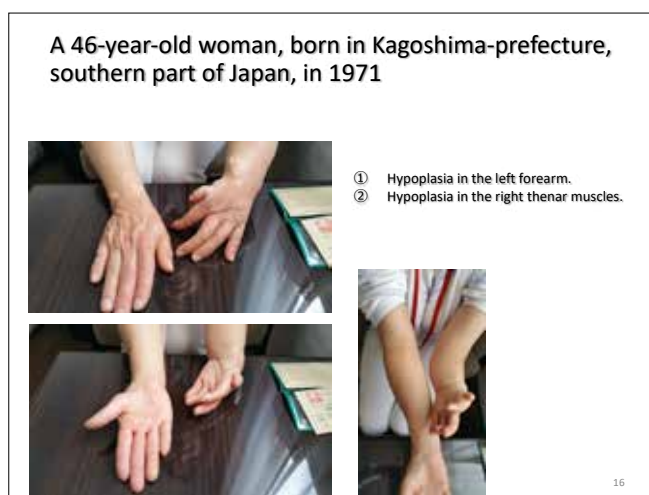 A 46-year-old woman, born in Kagoshima-prefecture,
southern part of Japan, in 1971
① Hypoplasia in the left forearm.
② Hypoplasia in the right thenar muscles.
16